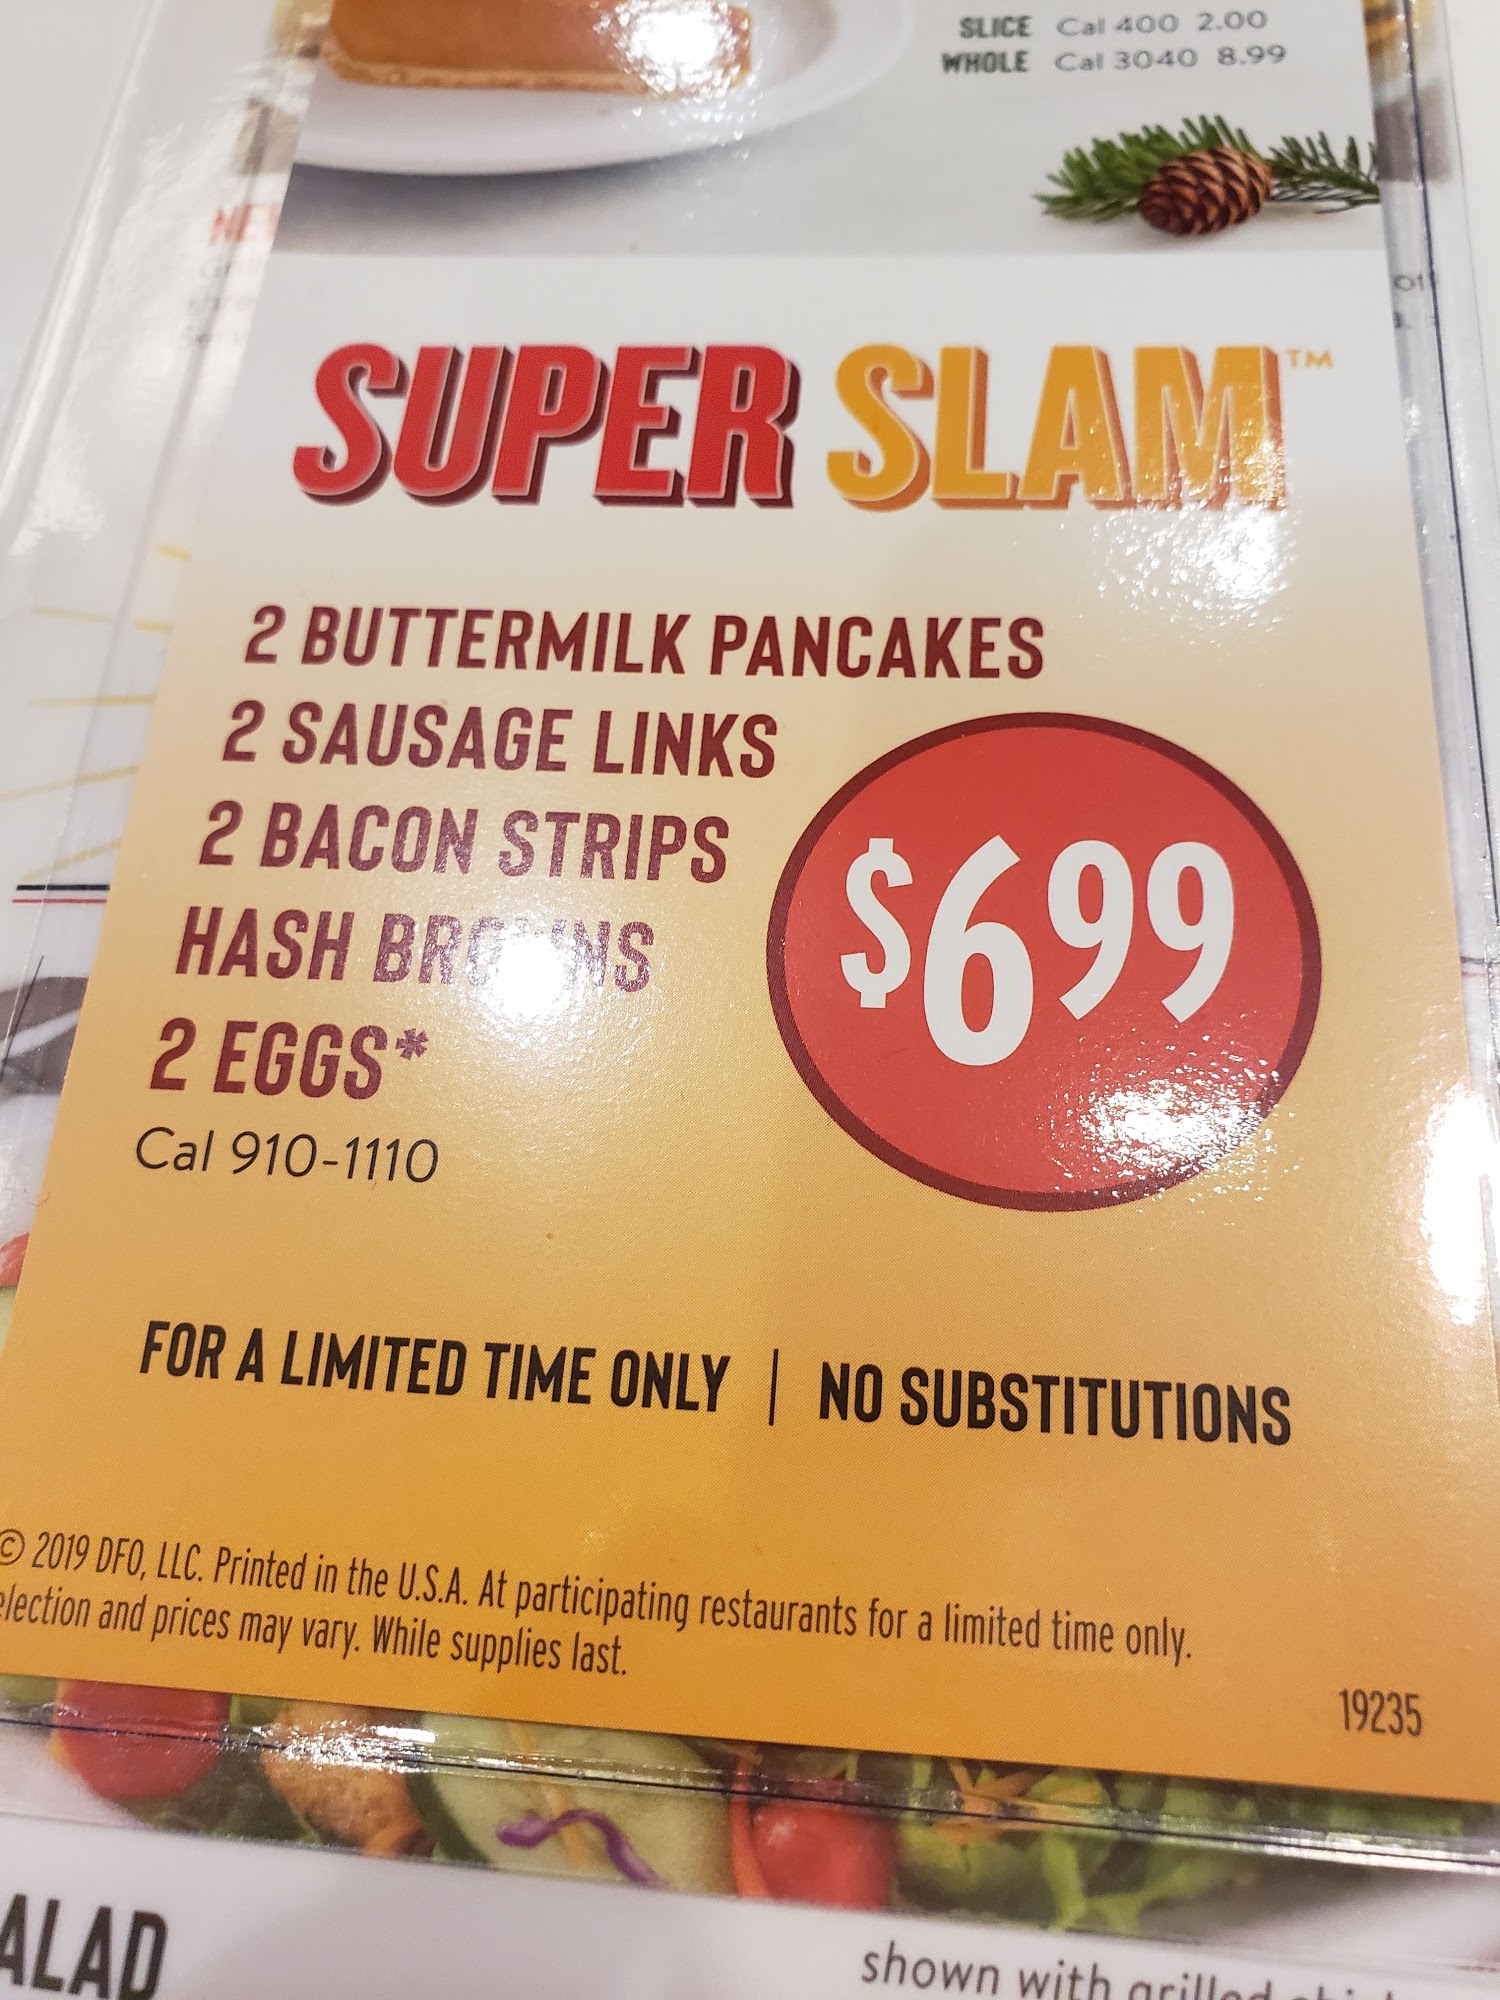 SLICE Cal 400 2.00
WHOLE Cal 3040 8.99
SUPER SLAM™
2 BUTTERMILK PANCAKES
2 SAUSAGE LINKS
2 BACON STRIPS
HASH BROWNS
2 EGGS*
Cal 910-1110
$6.99
FOR A LIMITED TIME ONLY | NO SUBSTITUTIONS
© 2019 DFO, LLC. Printed in the U.S.A. At participating restaurants for a limited time only.
election and prices may vary. While supplies last.
19235
ALAD
shown with grilled